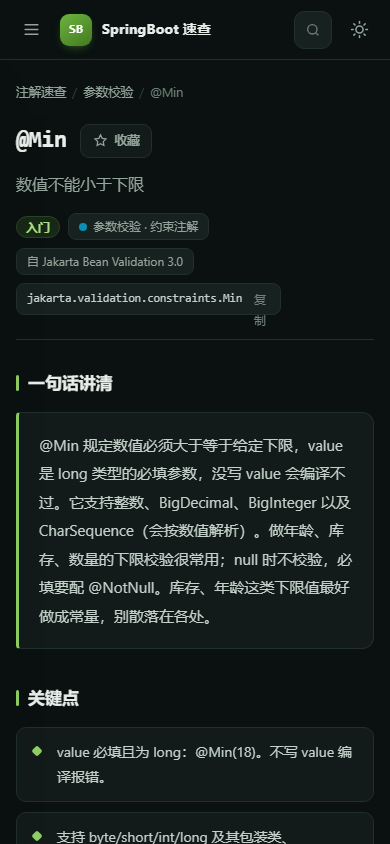 SB SpringBoot 速查
注解速查 / 参数校验 / @Min
@Min 收藏
数值不能小于下限
入门 参数校验 · 约束注解
自 Jakarta Bean Validation 3.0
jakarta.validation.constraints.Min 复制
一句话讲清
@Min 规定数值必须大于等于给定下限，value
是 long 类型的必填参数，没写 value 会编译不
过。它支持整数、BigDecimal、BigInteger 以及
CharSequence（会按数值解析）。做年龄、库
存、数量的下限校验很常用；null 时不校验，必
填要配 @NotNull。库存、年龄这类下限值最好
做成常量，别散落在各处。
关键点
value 必填且为 long：@Min(18)。不写 value 编
译报错。
支持 byte/short/int/long 及其包装类、